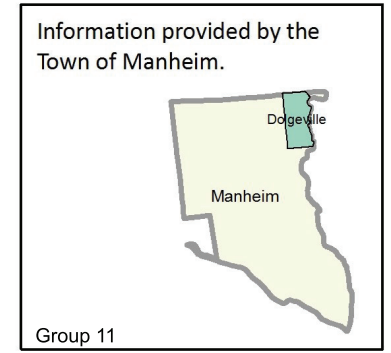 Information provided by the
Town of Manheim.
Dolgeville
Manheim
Group 11